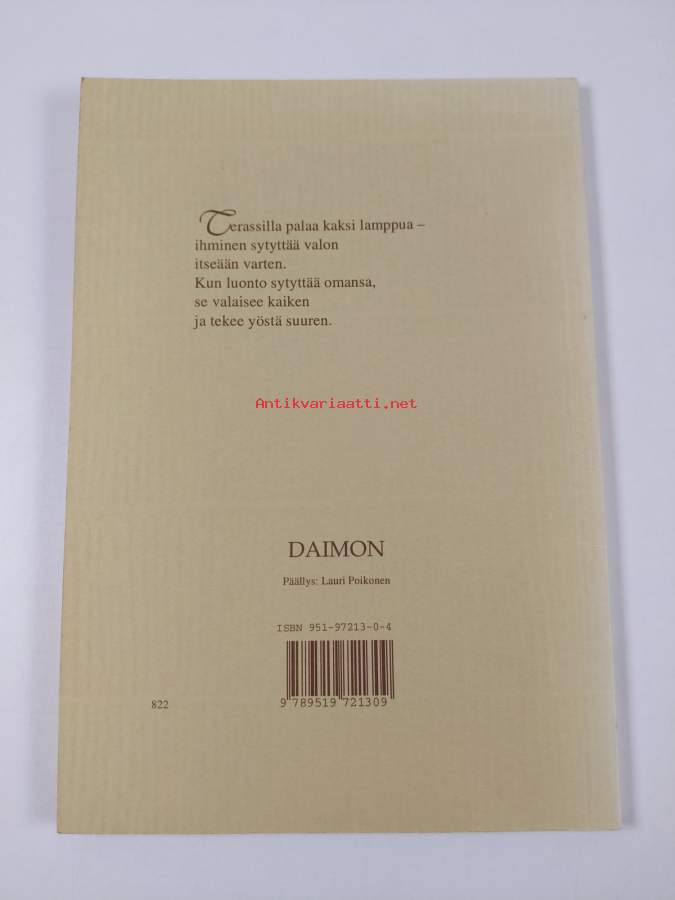 Terassilla palaa kaksi lamppua –
ihminen sytyttää valon
itseään varten.
Kun luonto sytyttää omansa,
se valaisee kaiken
ja tekee yöstä suuren.
Antikvariaatti.net
DAIMON
Päällys: Lauri Poikonen
ISBN 951-97213-0-4
9 789519 721309
822